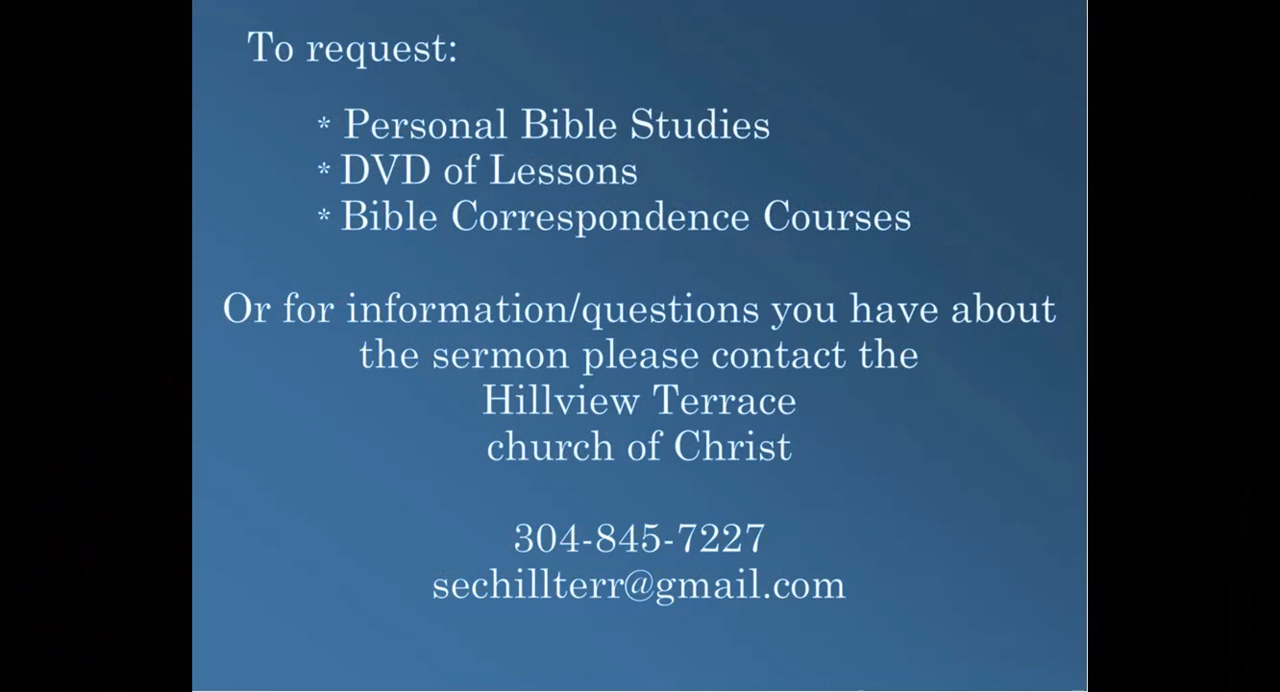 To request:
* Personal Bible Studies
* DVD of Lessons
* Bible Correspondence Courses
Or for information/questions you have about
the sermon please contact the
Hillview Terrace
church of Christ
304-845-7227
sechillterr@gmail.com